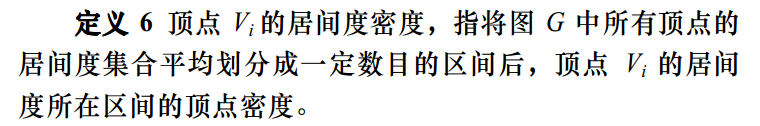 定义 6 顶点 Vi 的居间度密度，指将图 G 中所有顶点的
居间度集合平均划分成一定数目的区间后，顶点 Vi 的居间
度所在区间的顶点密度。